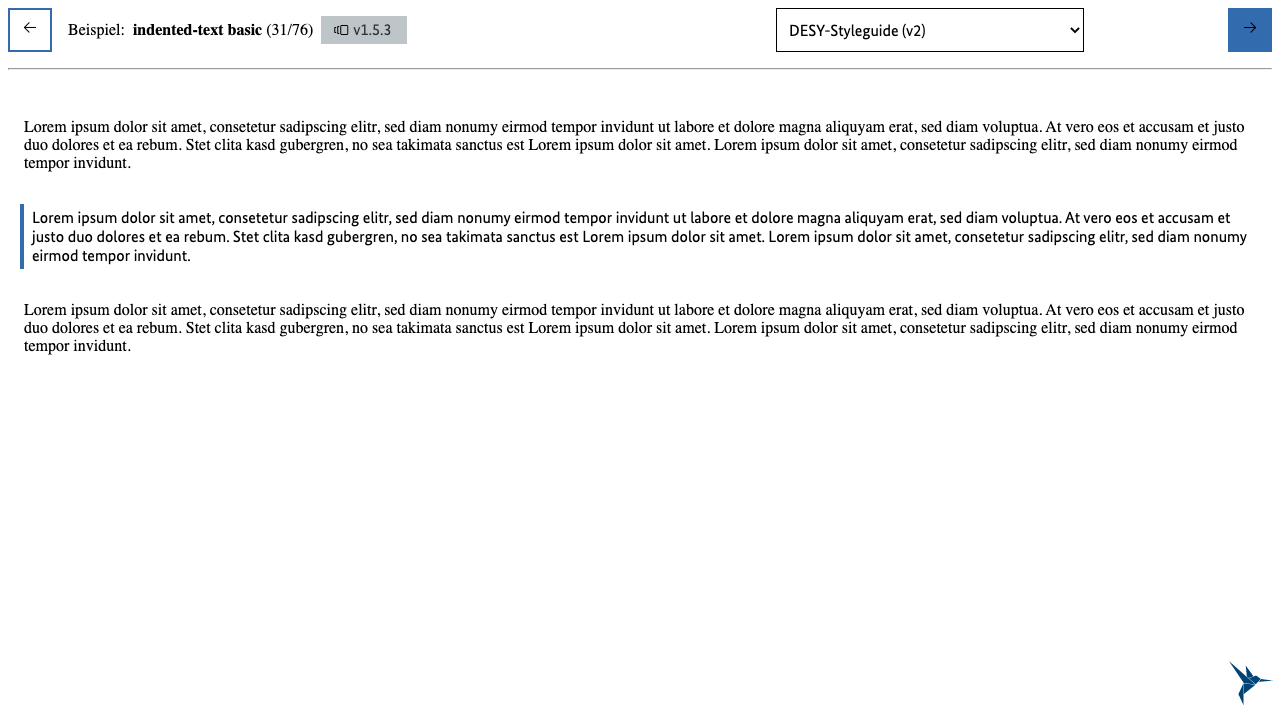 Beispiel: indented-text basic (31/76) v1.5.3 DESY-Styleguide (v2)
Lorem ipsum dolor sit amet, consetetur sadipscing elitr, sed diam nonumy eirmod tempor invidunt ut labore et dolore magna aliquyam erat, sed diam voluptua. At vero eos et accusam et justo
duo dolores et ea rebum. Stet clita kasd gubergren, no sea takimata sanctus est Lorem ipsum dolor sit amet. Lorem ipsum dolor sit amet, consetetur sadipscing elitr, sed diam nonumy eirmod
tempor invidunt.
Lorem ipsum dolor sit amet, consetetur sadipscing elitr, sed diam nonumy eirmod tempor invidunt ut labore et dolore magna aliquyam erat, sed diam voluptua. At vero eos et accusam et
justo duo dolores et ea rebum. Stet clita kasd gubergren, no sea takimata sanctus est Lorem ipsum dolor sit amet. Lorem ipsum dolor sit amet, consetetur sadipscing elitr, sed diam nonumy
eirmod tempor invidunt.
Lorem ipsum dolor sit amet, consetetur sadipscing elitr, sed diam nonumy eirmod tempor invidunt ut labore et dolore magna aliquyam erat, sed diam voluptua. At vero eos et accusam et justo
duo dolores et ea rebum. Stet clita kasd gubergren, no sea takimata sanctus est Lorem ipsum dolor sit amet. Lorem ipsum dolor sit amet, consetetur sadipscing elitr, sed diam nonumy eirmod
tempor invidunt.